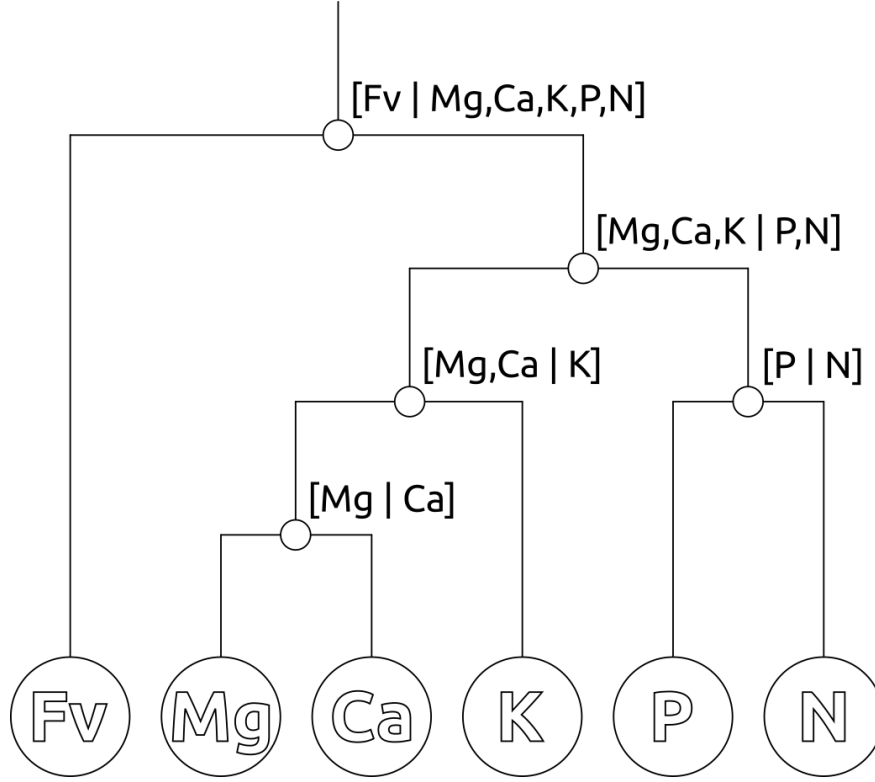 [Fv | Mg,Ca,K,P,N]
[Mg,Ca,K | P,N]
[Mg,Ca | K]
[P | N]
[Mg | Ca]
Fv
Mg
Ca
K
P
N